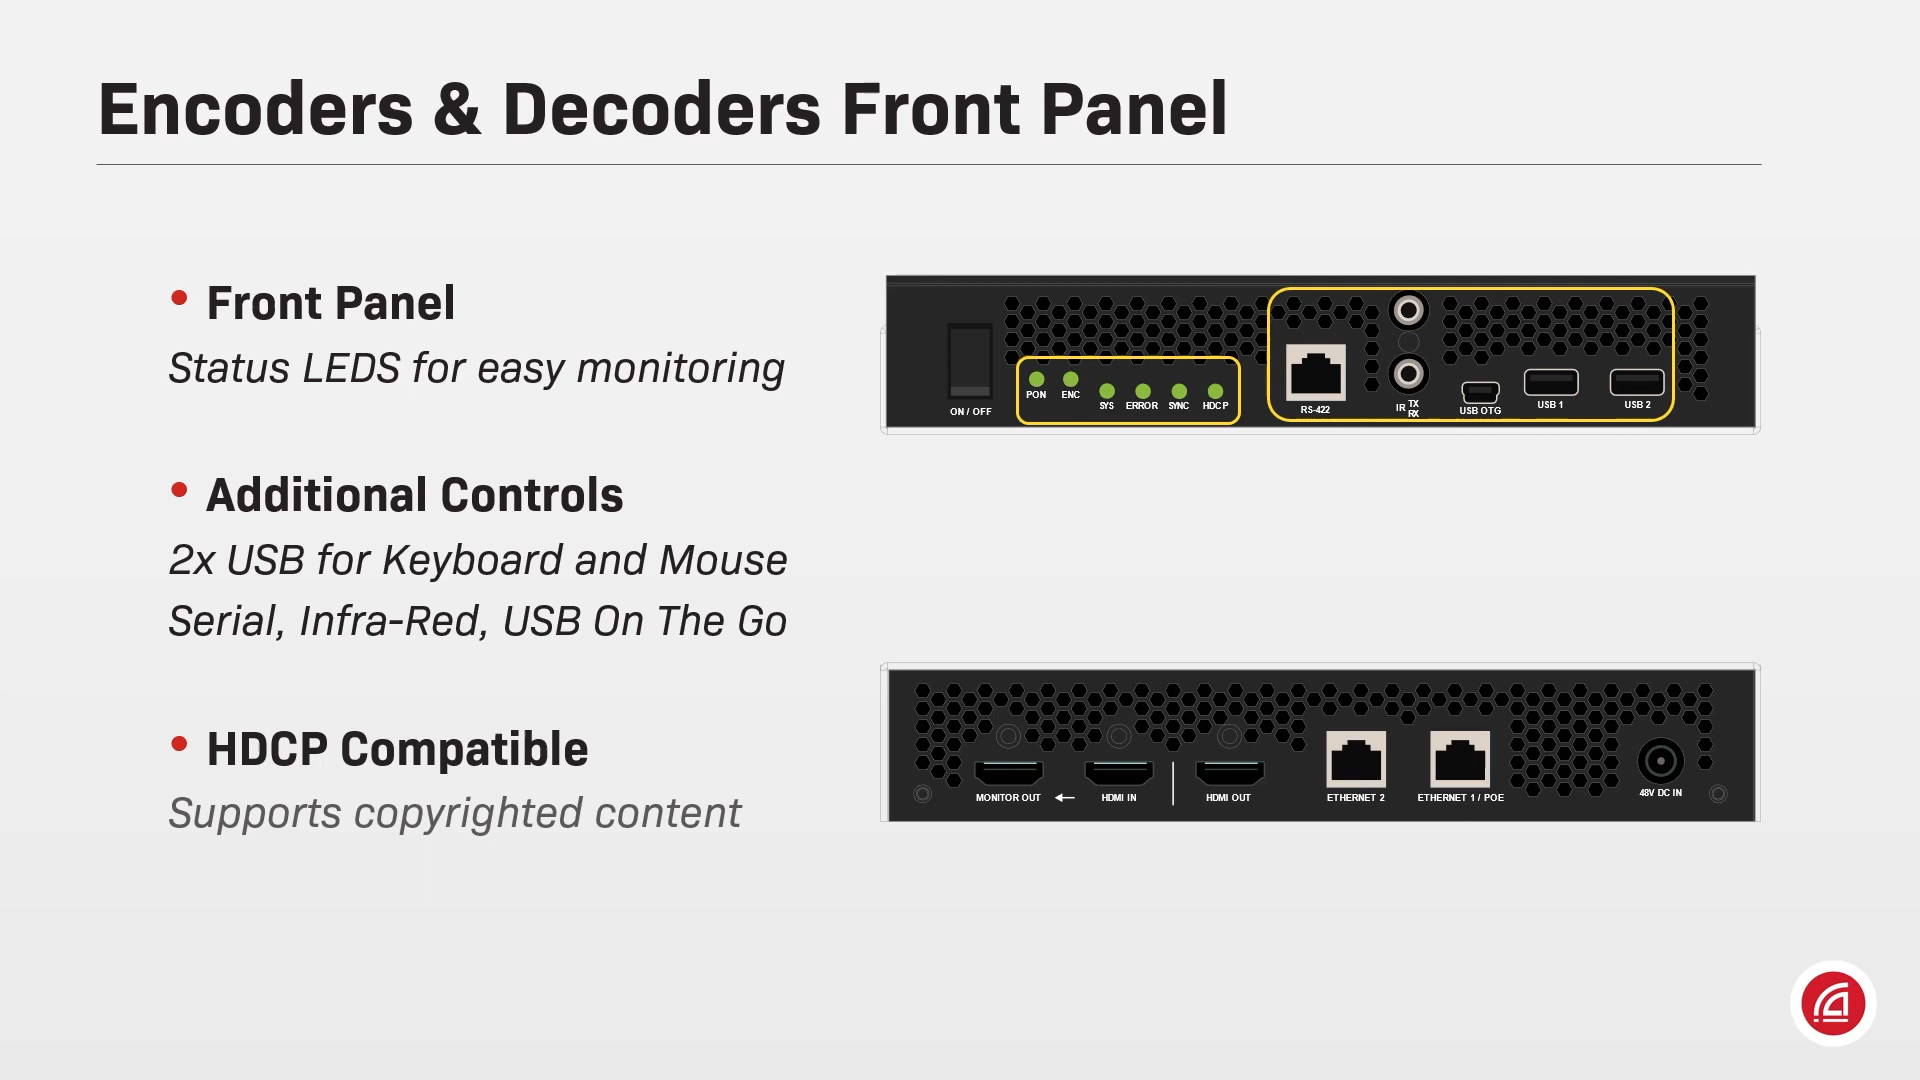 Encoders & Decoders Front Panel
• Front Panel
Status LEDS for easy monitoring
• Additional Controls
2x USB for Keyboard and Mouse
Serial, Infra-Red, USB On The Go
• HDCP Compatible
Supports copyrighted content
ON / OFF
PON
ENC
SYS
ERROR
SYNC
HDCP
RS-422
IR TX
RX
USB OTG
USB 1
USB 2
MONITOR OUT
HDMI IN
HDMI OUT
ETHERNET 2
ETHERNET 1 / POE
48V DC IN